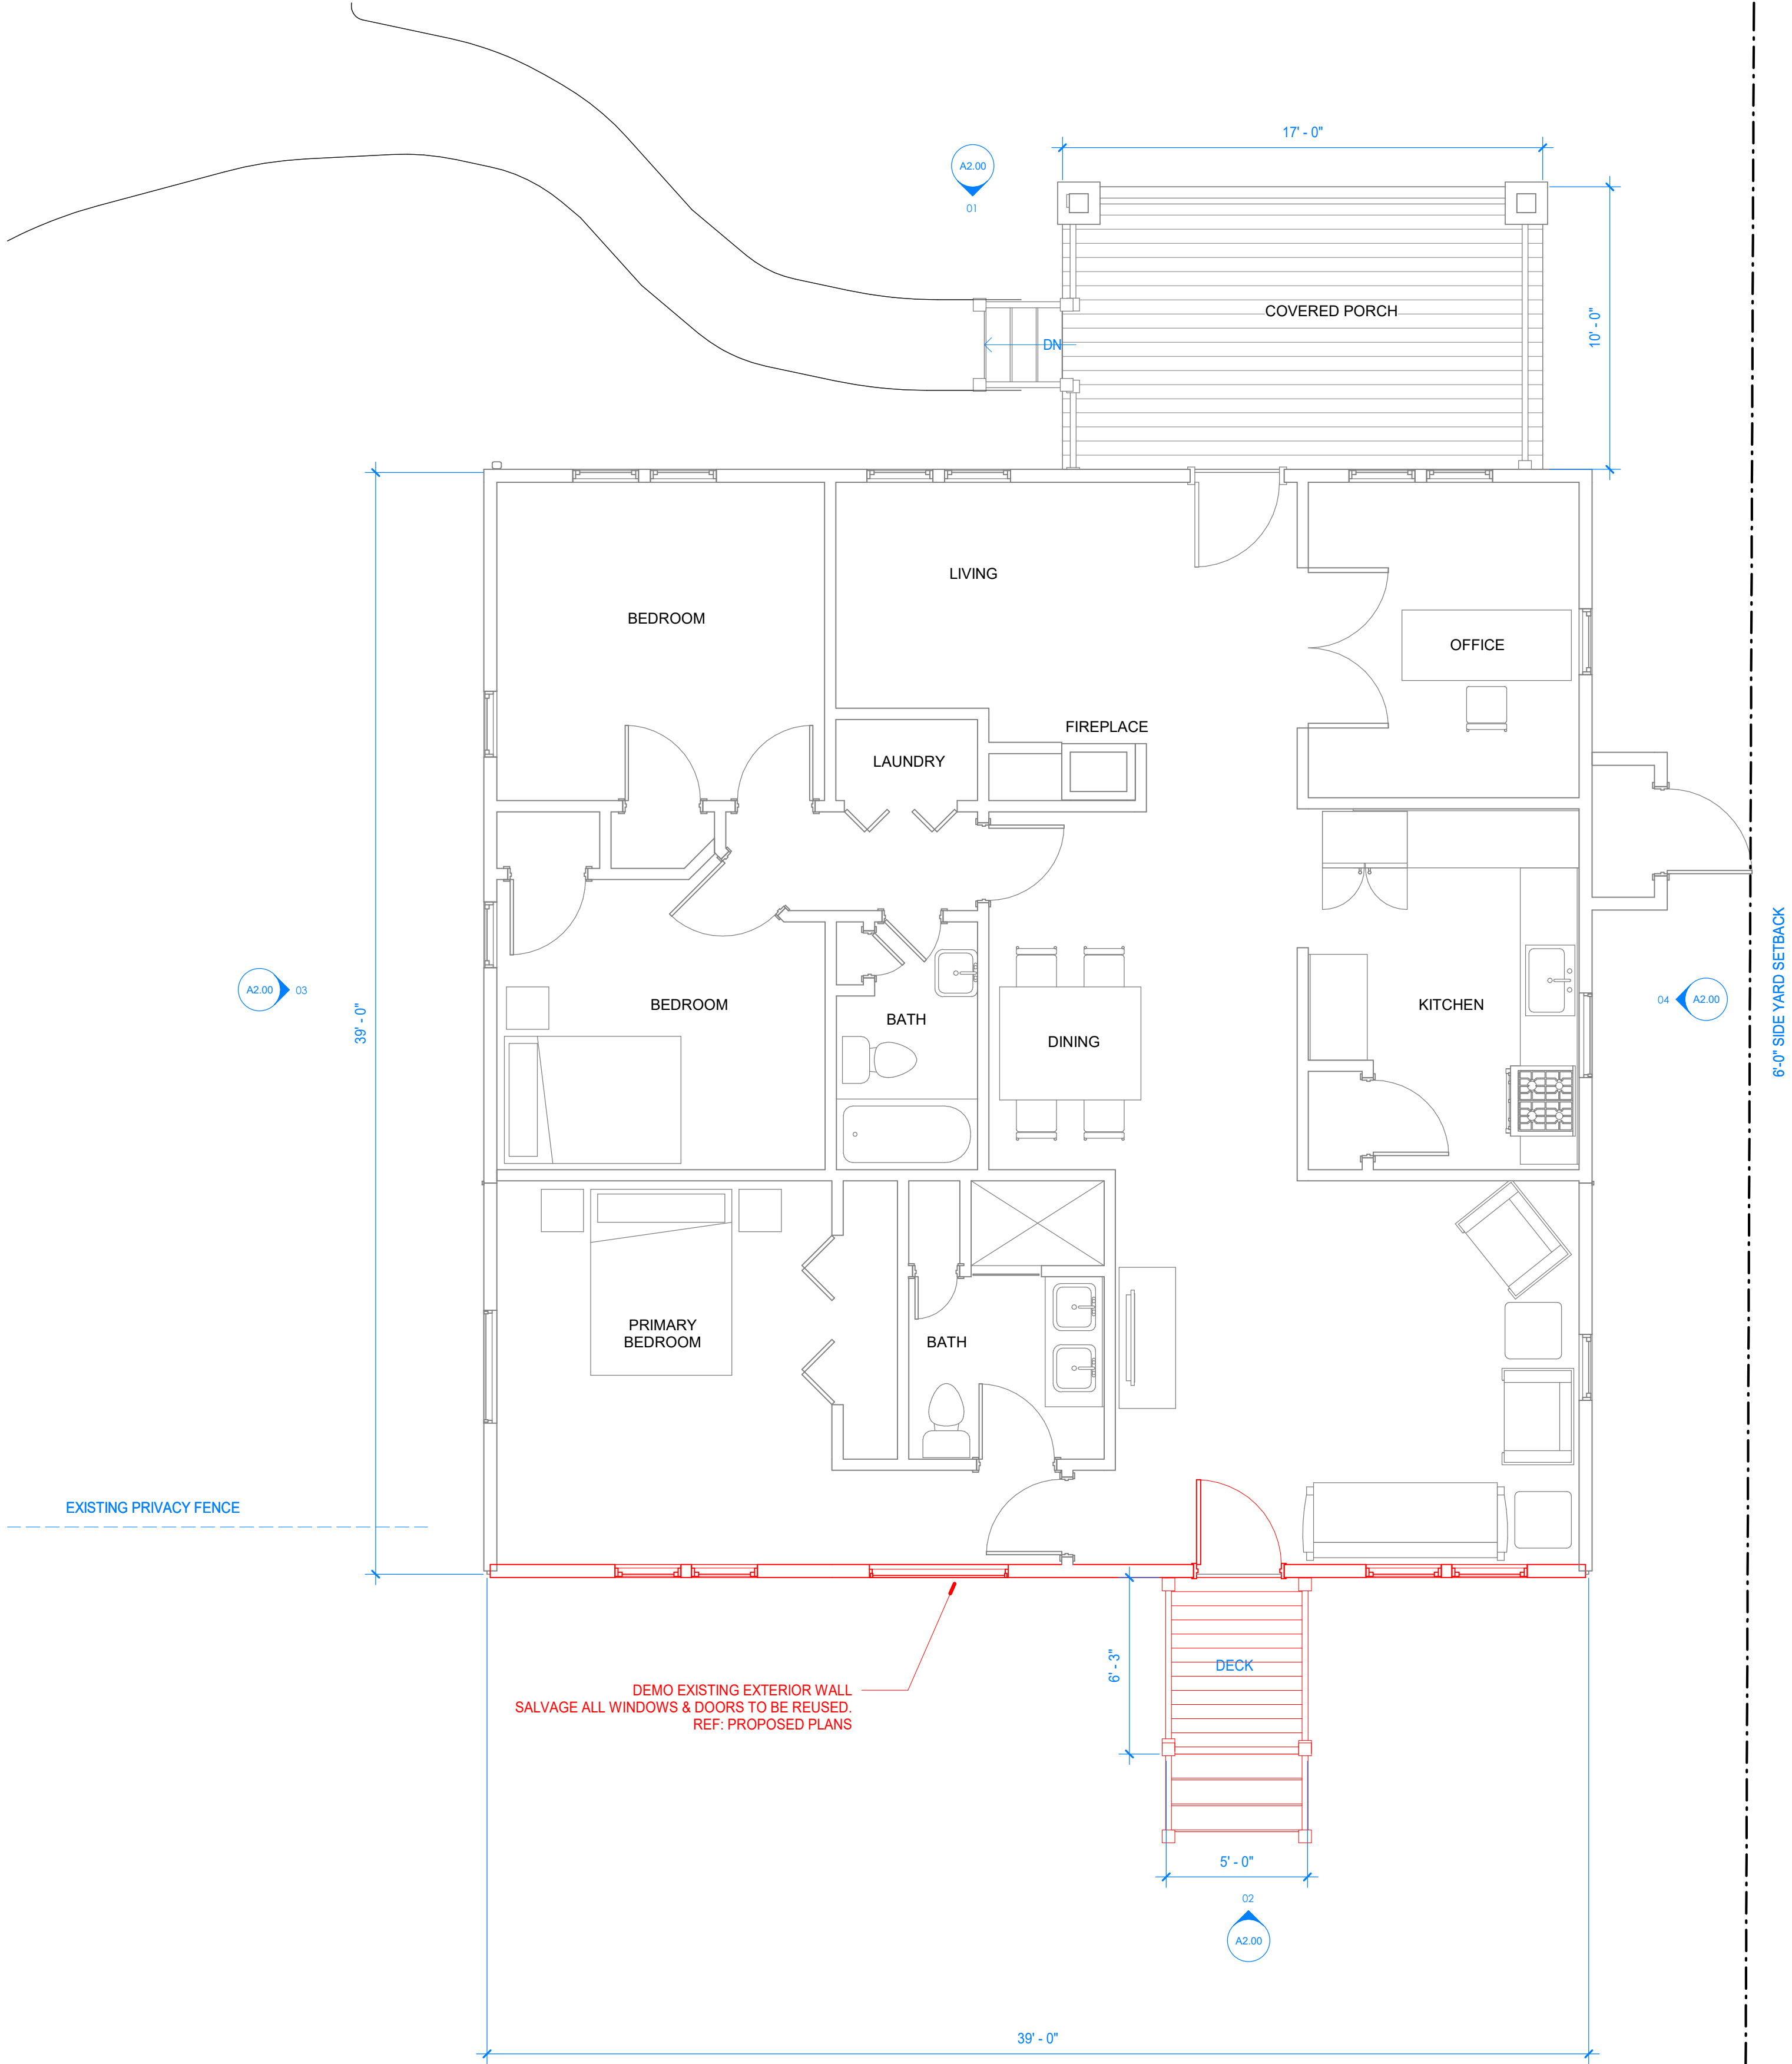 17' - 0"
A2.00
01
COVERED PORCH
10' - 0"
DN
LIVING
BEDROOM
OFFICE
FIREPLACE
LAUNDRY
6'-0" SIDE YARD SETBACK
A2.00 03
39' - 0"
BEDROOM
BATH
DINING
KITCHEN
04 A2.00
PRIMARY
BEDROOM
BATH
EXISTING PRIVACY FENCE
6' - 3"
DECK
DEMO EXISTING EXTERIOR WALL
SALVAGE ALL WINDOWS & DOORS TO BE REUSED.
REF: PROPOSED PLANS
5' - 0"
02
A2.00
39' - 0"